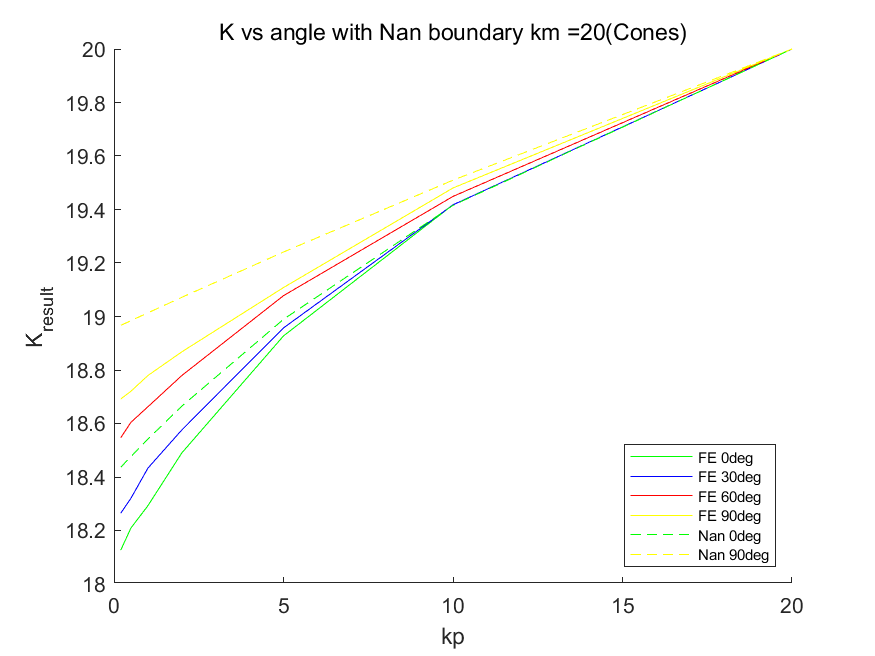 K vs angle with Nan boundary km =20(Cones)
20
19.8
19.6
19.4
19.2
19
18.8
18.6
18.4
18.2
18
K_result
0
5
10
15
20
kp
FE 0deg
FE 30deg
FE 60deg
FE 90deg
Nan 0deg
Nan 90deg